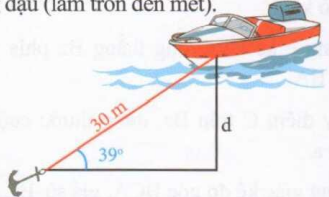 đậu (làm tròn đến mét).
30 m
d
39°